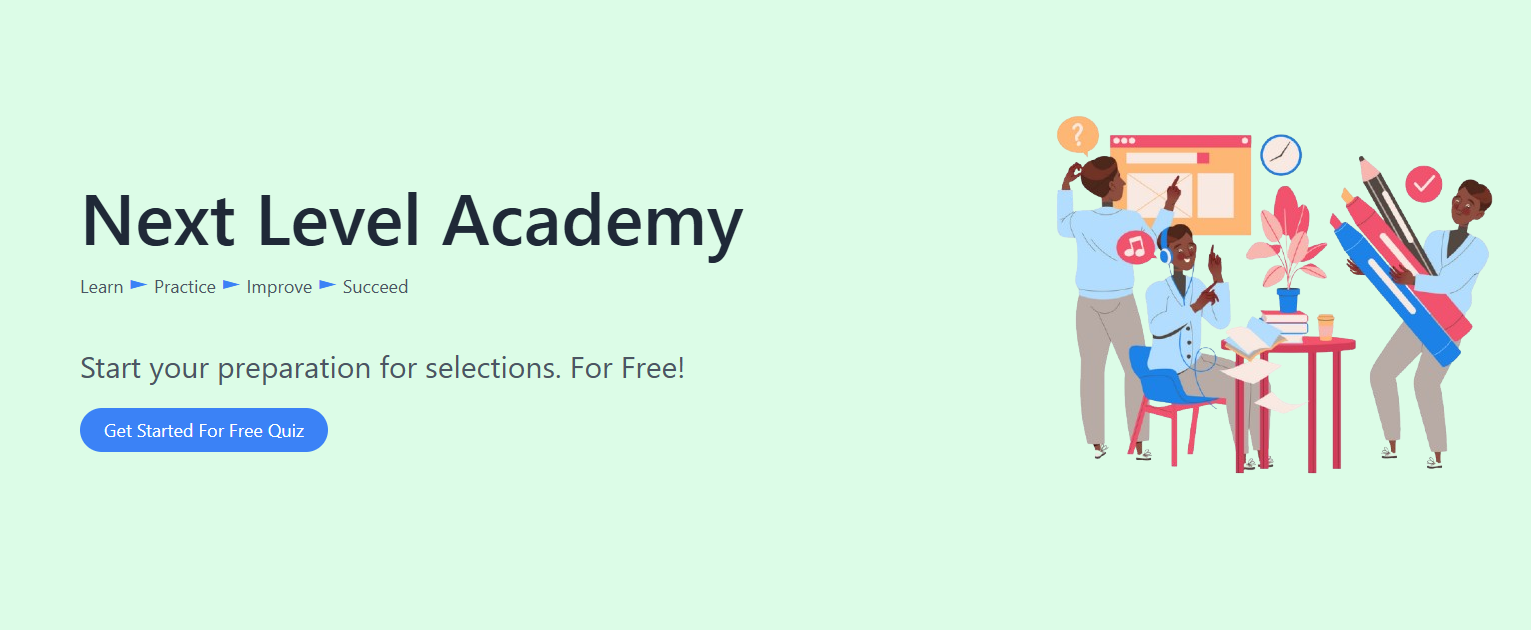 Next Level Academy
Learn ► Practice ► Improve ► Succeed
Start your preparation for selections. For Free!
Get Started For Free Quiz
?